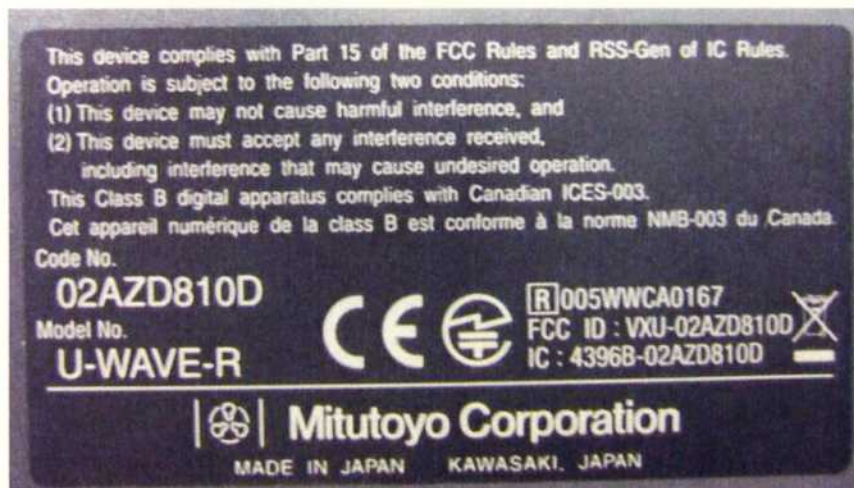 This device complies with Part 15 of the FCC Rules and RSS-Gen of IC Rules.
Operation is subject to the following two conditions:
(1) This device may not cause harmful interference, and
(2) This device must accept any interference received,
including interference that may cause undesired operation.
This Class B digital apparatus complies with Canadian ICES-003.
Cet appareil numérique de la class B est conforme à la norme NMB-003 du Canada.
Code No.
02AZD810D
Model No.
U-WAVE-R
CE
R 005WWCA0167
FCC ID : VXU-02AZD810D
IC : 4396B-02AZD810D
Mitutoyo Corporation
MADE IN JAPAN KAWASAKI, JAPAN